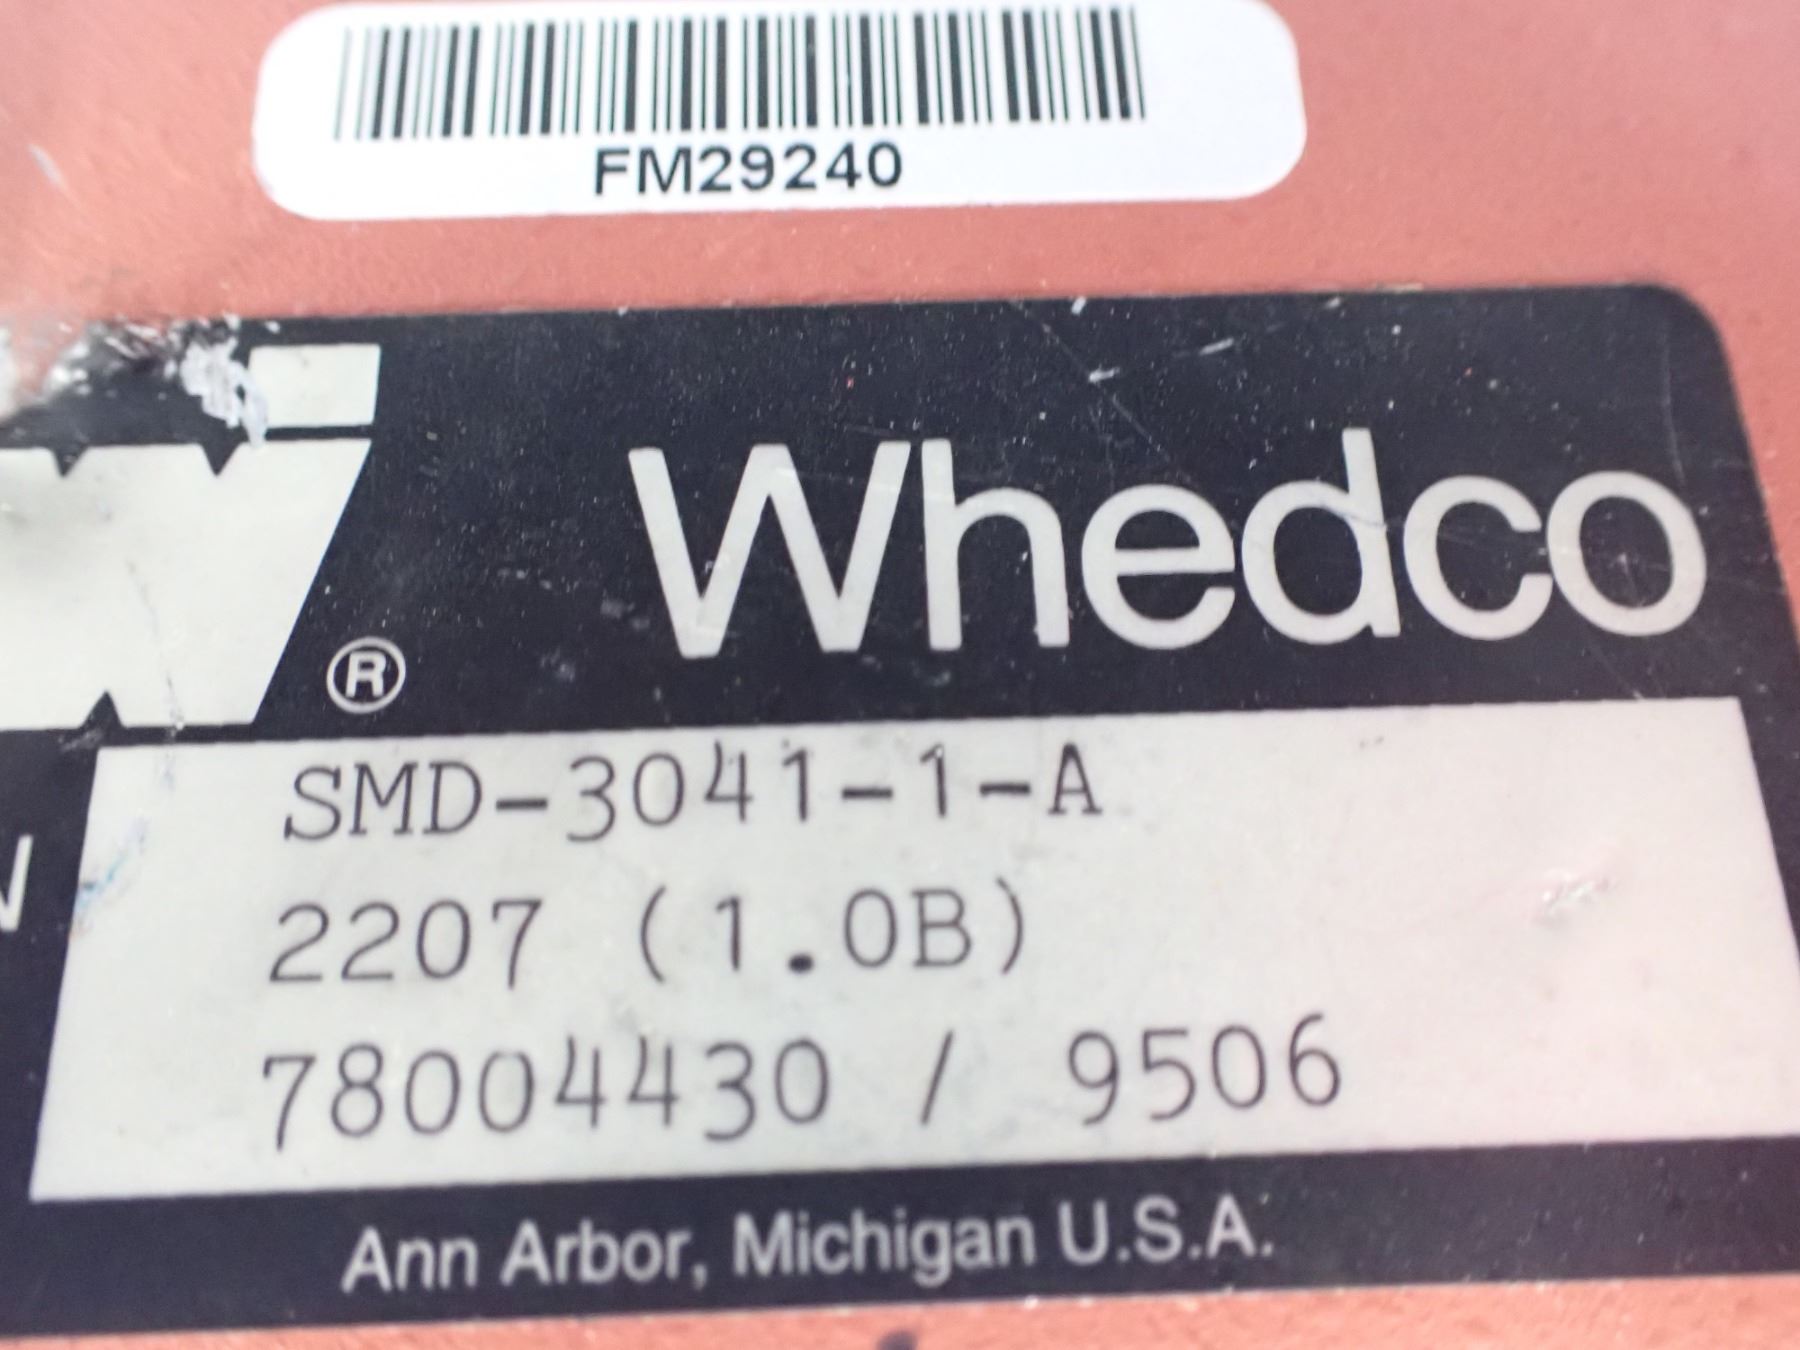 FM29240
® Whedco
SMD-3041-1-A
2207 (1.0B)
78004430 / 9506
Ann Arbor, Michigan U.S.A.